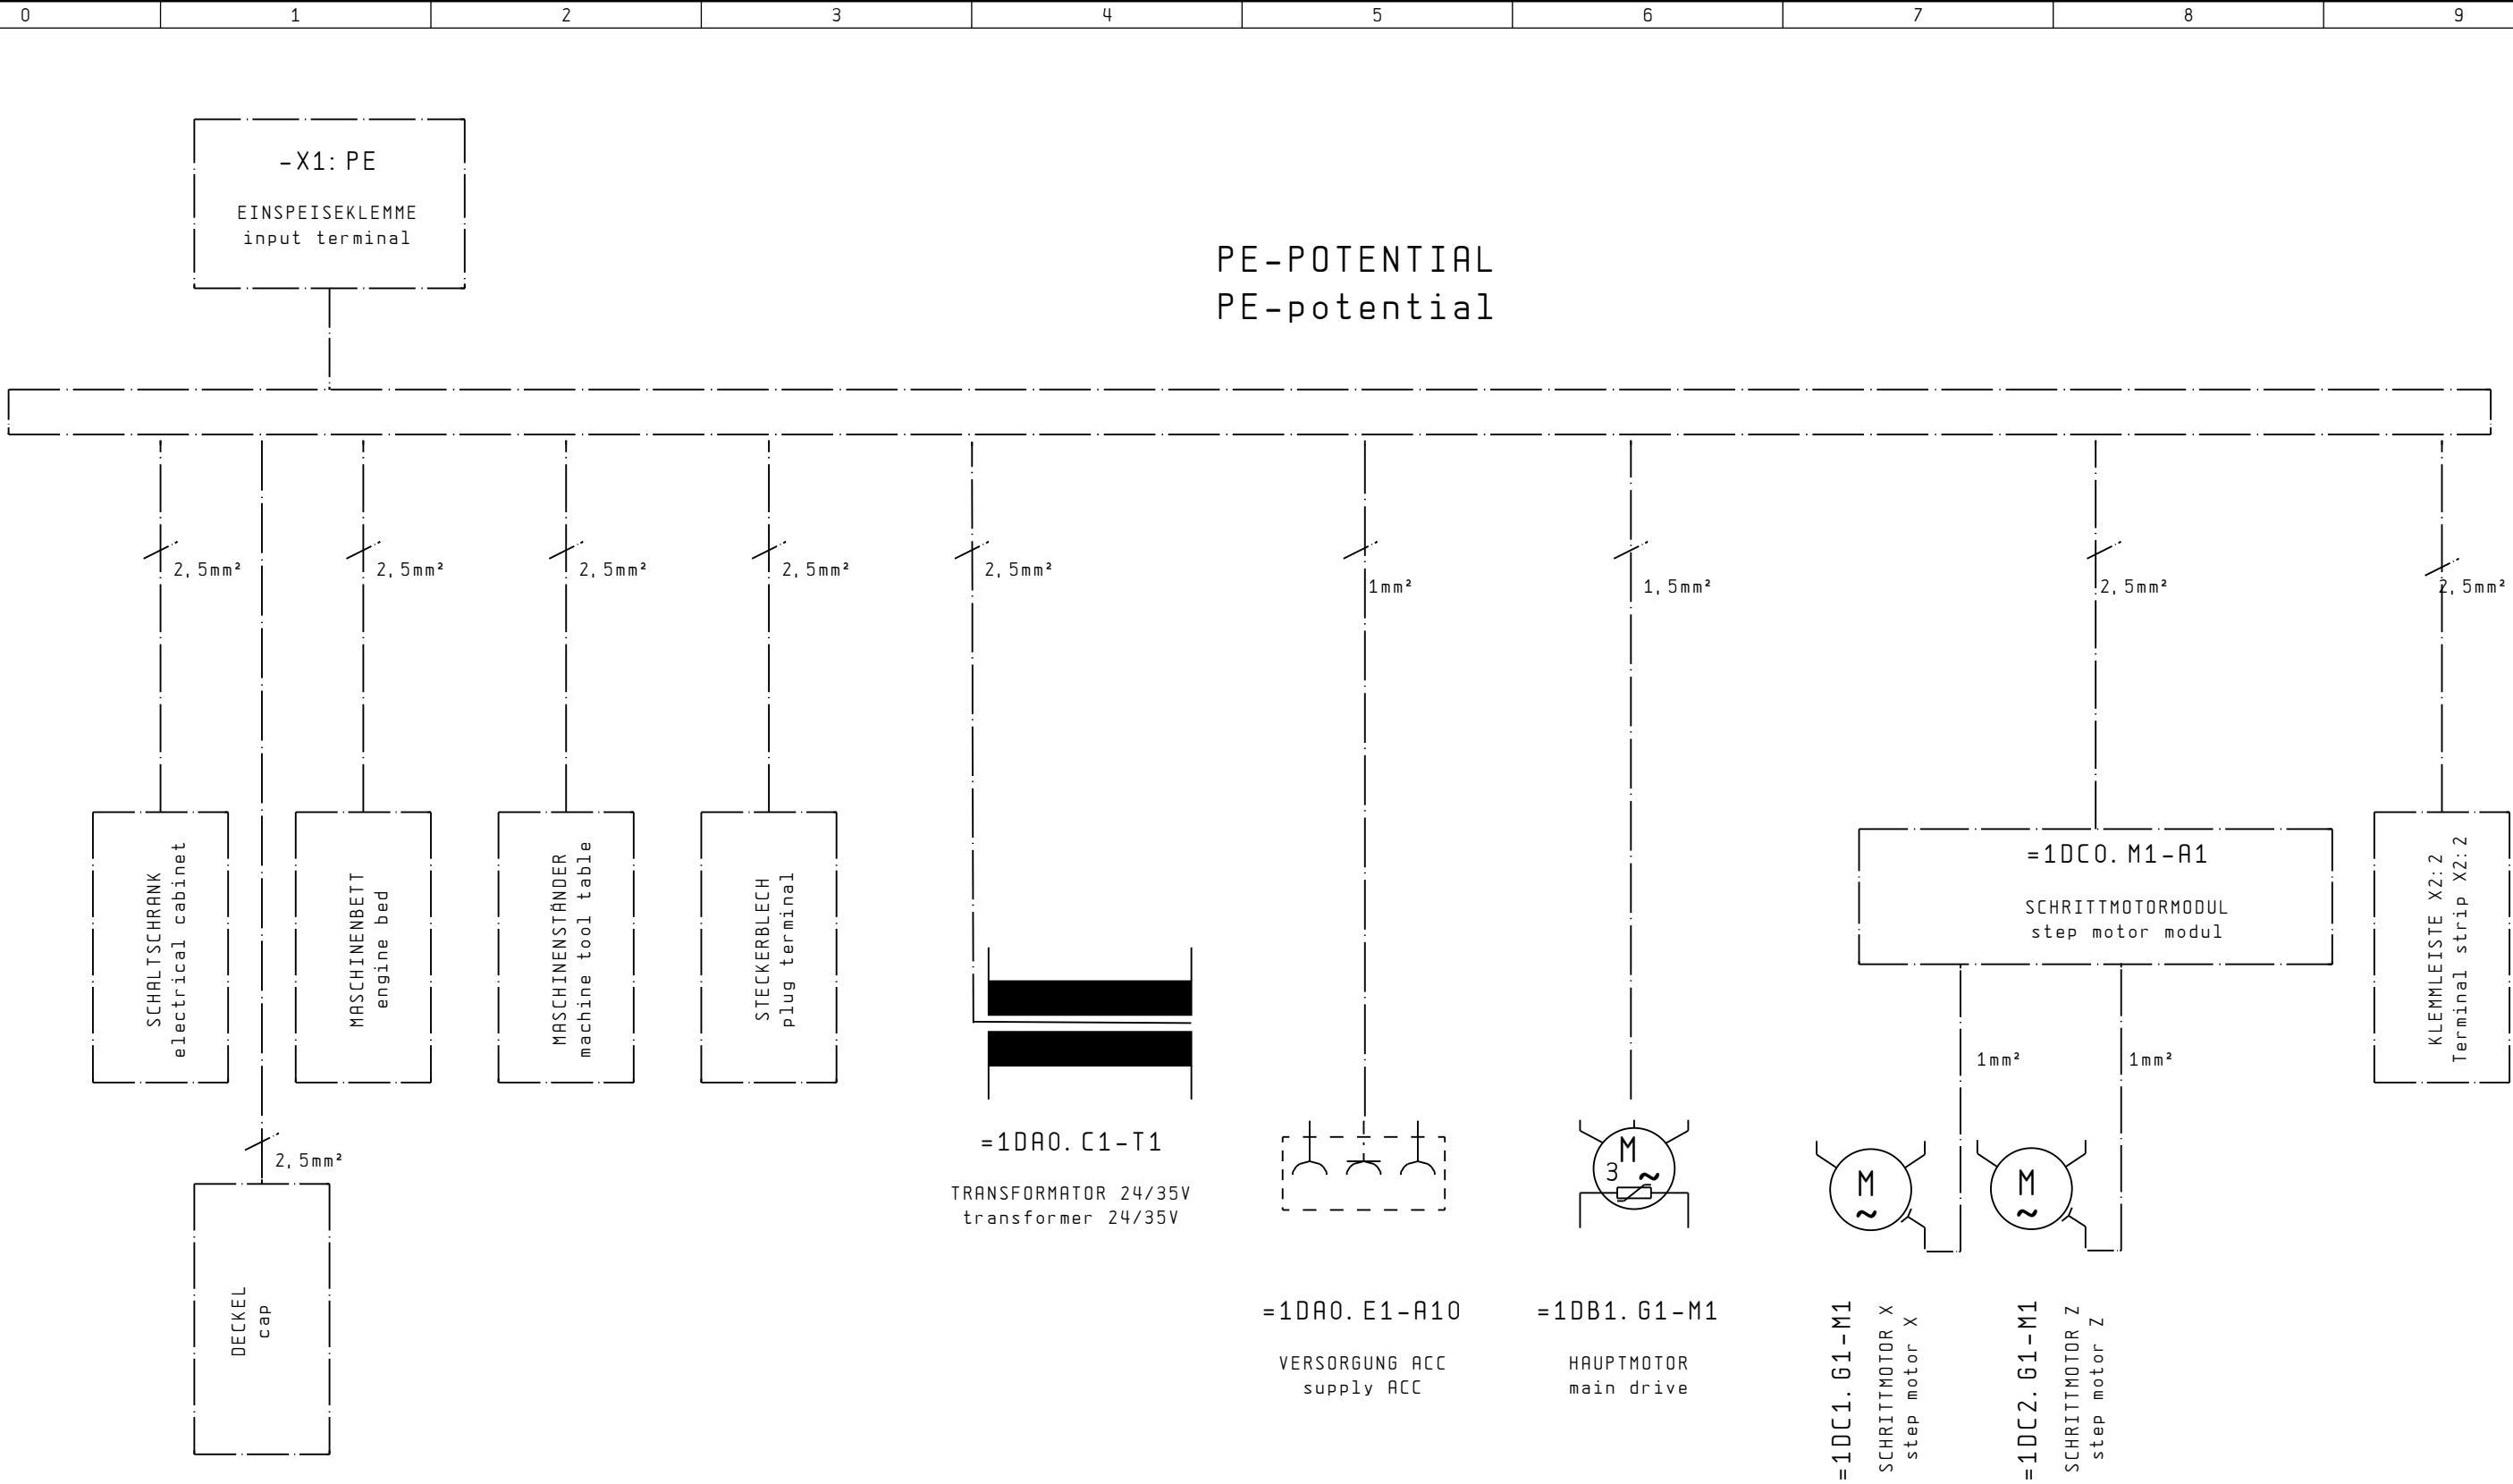 0 1 2 3 4 5 6 7 8 9
-X1:PE
EINSPEISEKLEMME
input terminal
PE-POTENTIAL
PE-potential
2,5mm²
2,5mm²
2,5mm²
2,5mm²
2,5mm²
1mm²
1,5mm²
2,5mm²
2,5mm²
SCHALTSCHRANK
electrical cabinet
MASCHINENBETT
engine bed
MASCHINENSTÄNDER
machine tool table
STECKERBLECH
plug terminal
=1DC0.M1-A1
SCHRITTMOTORMODUL
step motor modul
KLEMMLEISTE X2:2
Terminal strip X2:2
1mm²
1mm²
2,5mm²
DECKEL
cap
=1DA0.C1-T1
TRANSFORMATOR 24/35V
transformer 24/35V
=1DA0.E1-A10
VERSORGUNG ACC
supply ACC
M
3 ~
=1DB1.G1-M1
HAUPTMOTOR
main drive
M
~
=1DC1.G1-M1
SCHRITTMOTOR X
step motor X
M
~
=1DC2.G1-M1
SCHRITTMOTOR Z
step motor Z